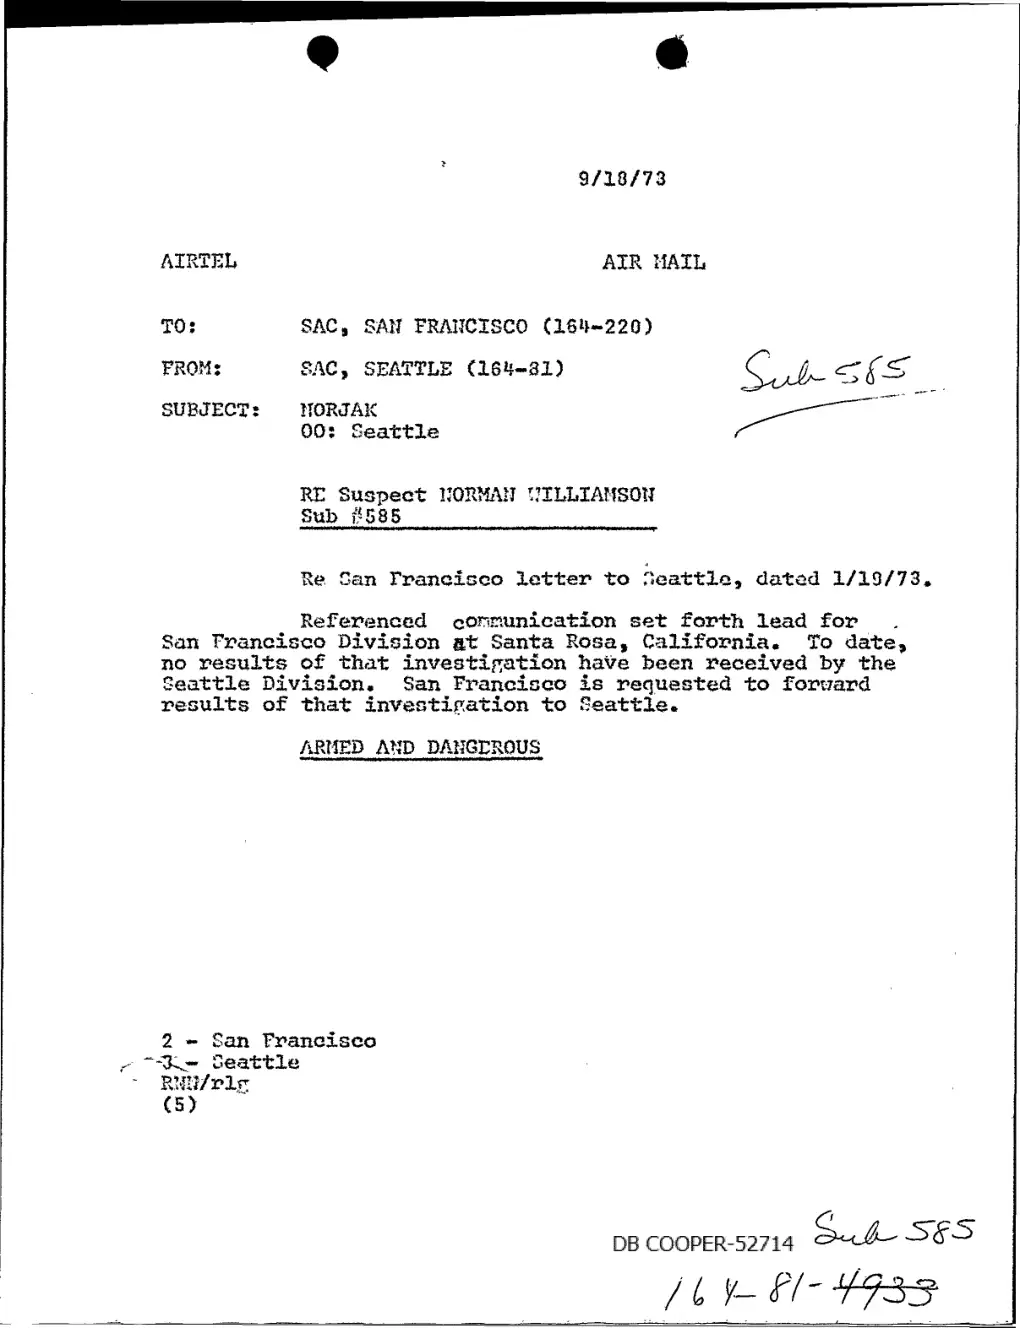 9/18/73
AIRTEL AIR MAIL
TO: SAC, SAN FRANCISCO (164-220)
FROM: SAC, SEATTLE (164-81)
Sub 585
SUBJECT: NORJAK
OO: Seattle
RE Suspect NORMAN WILLIAMSON
Sub #585
Re San Francisco letter to Seattle, dated 1/19/73.
Referenced communication set forth lead for
San Francisco Division at Santa Rosa, California. To date,
no results of that investigation have been received by the
Seattle Division. San Francisco is requested to forward
results of that investigation to Seattle.
ARMED AND DANGEROUS
2 - San Francisco
3 - Seattle
/rlg
(5)
DB COOPER-52714 Sub 585
164-81-4933